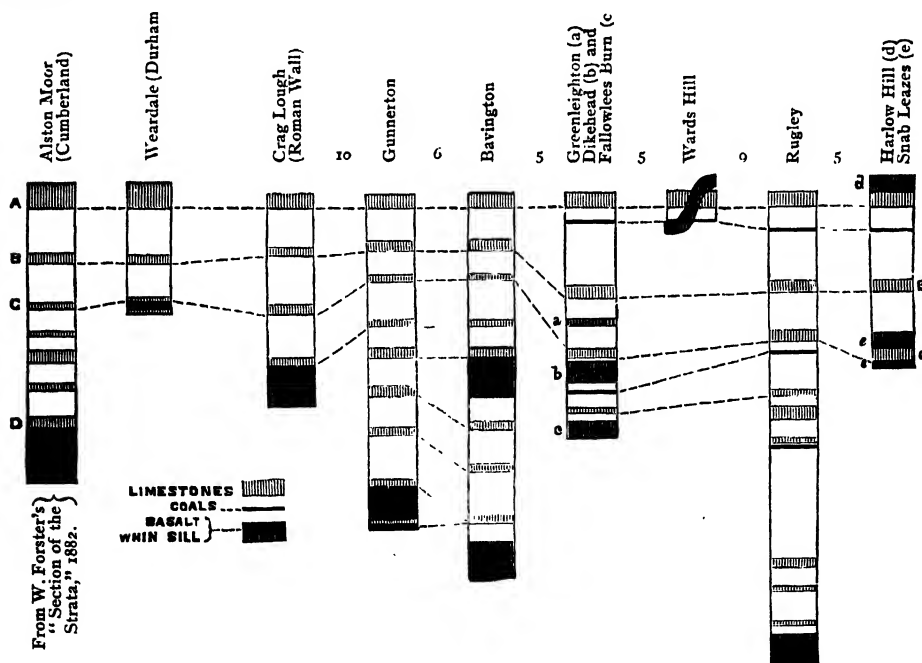 Alston Moor
(Cumberland)
Weardale (Durham
Crag Lough
(Roman Wall)
10
Gunnerton
6
Bavington
5
Greenleighton (a)
Dikehead (b) and
Fallowlees Burn (c
5
Wards Hill
9
Rugley
5
Harlow Hill (d)
Snab Leazes (e)
A
B
C
D
a
b
c
d
B
e
e
LIMESTONES
COALS
BASALT
WHIN SILL
From W. Forster's
"Section of the
Strata," 1882.